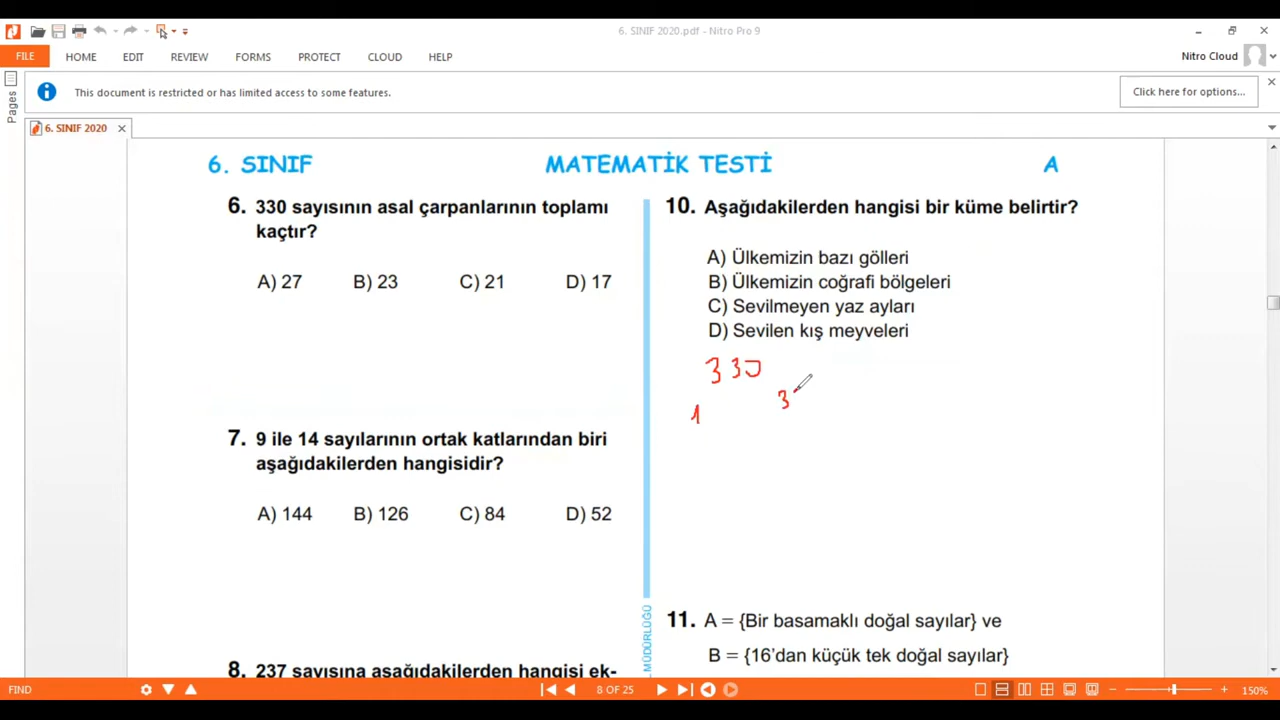 6. SINIF 2020.pdf - Nitro Pro 9
FILE HOME EDIT REVIEW FORMS PROTECT CLOUD HELP
Nitro Cloud
This document is restricted or has limited access to some features.
Click here for options...
Pages
6. SINIF 2020
6. SINIF
MATEMATİK TESTİ
A
6. 330 sayısının asal çarpanlarının toplamı
kaçtır?
A) 27 B) 23 C) 21 D) 17
7. 9 ile 14 sayılarının ortak katlarından biri
aşağıdakilerden hangisidir?
A) 144 B) 126 C) 84 D) 52
8. 237 sayısına aşağıdakilerden hangisi ek-
MÜDÜRLÜĞÜ
10. Aşağıdakilerden hangisi bir küme belirtir?
A) Ülkemizin bazı gölleri
B) Ülkemizin coğrafi bölgeleri
C) Sevilmeyen yaz ayları
D) Sevilen kış meyveleri
330
1 3
11. A = {Bir basamaklı doğal sayılar} ve
B = {16'dan küçük tek doğal sayılar}
FIND
8 OF 25
150%